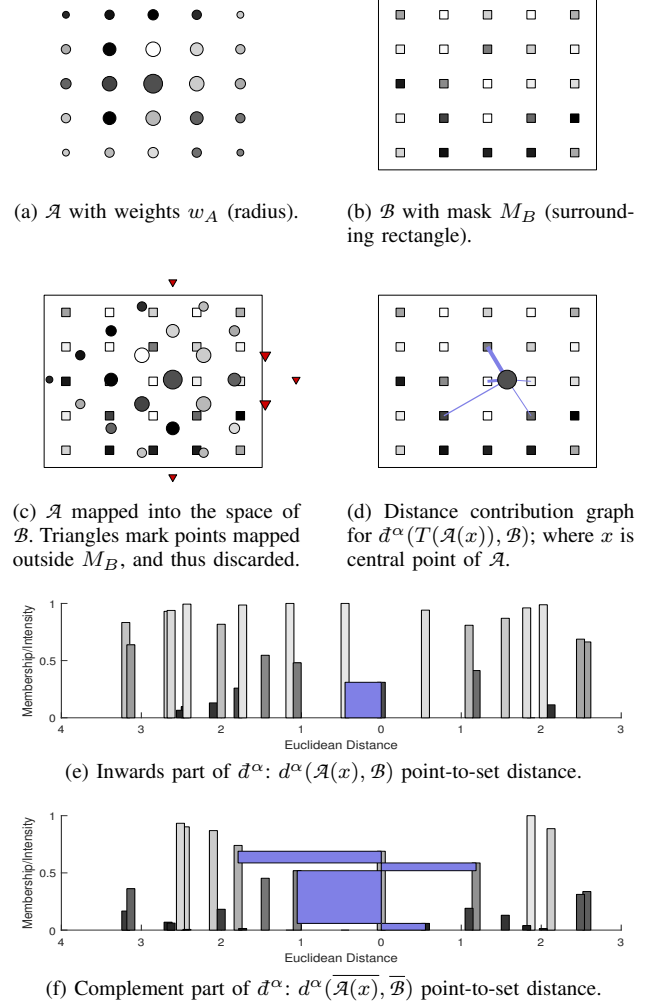 (a) 𝒜 with weights w_A (radius).
(b) ℬ with mask M_B (surround-
ing rectangle).
(c) 𝒜 mapped into the space of
ℬ. Triangles mark points mapped
outside M_B, and thus discarded.
(d) Distance contribution graph
for d⃗^α(T(𝒜(x)), ℬ); where x is
central point of 𝒜.
Membership/Intensity
1
0.5
0
4 3 2 1 0 1 2 3
Euclidean Distance
(e) Inwards part of d⃗^α: d^α(𝒜(x), ℬ) point-to-set distance.
Membership/Intensity
1
0.5
0
4 3 2 1 0 1 2 3
Euclidean Distance
(f) Complement part of d⃗^α: d^α(\overline{𝒜(x)}, \overline{ℬ}) point-to-set distance.